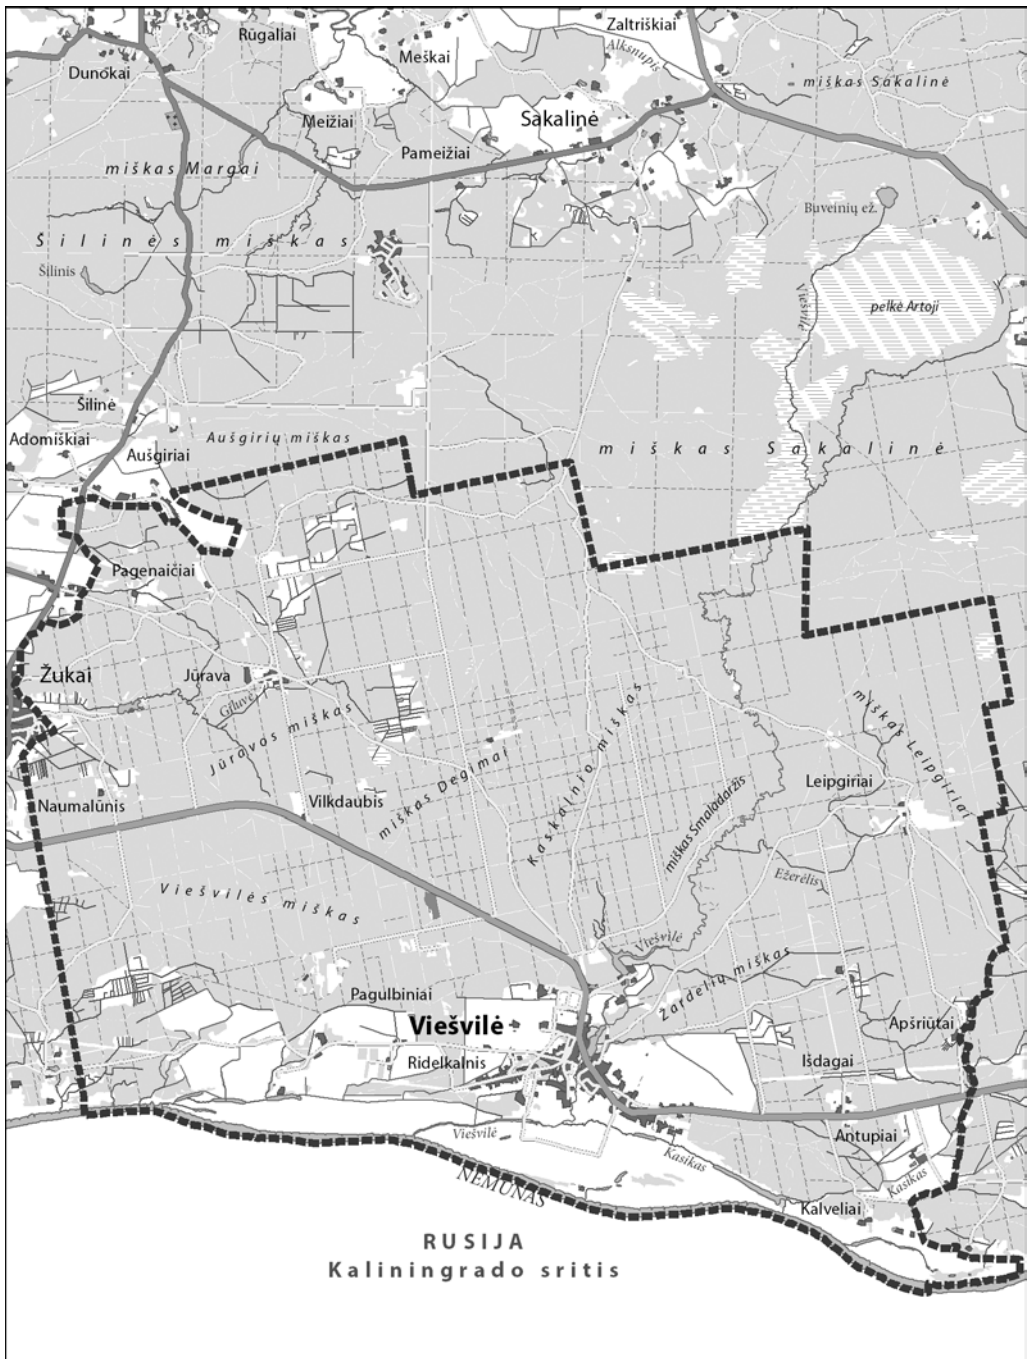 Zaltriškiai
Rūgaliai
Meškai
Alksnupis
Dunokai
miškas Sakalinė
Meižiai
Sakalinė
Pameižiai
miškas Margai
Buveinių ež.
Šilinės miškas
Šilinis
Viešvilė
pelkė Artoji
Šilinė
Adomiškiai
Aušgirių miškas
Aušgiriai
miškas Sakalinė
Pagenaičiai
Žukai
Jūrava
Giluvė
Jūravos miškas
miškas Degimai
Kaskalnio miškas
miškas Smaladaržis
miškas Leipgiriai
Leipgiriai
Naumalūnis
Vilkdaubis
Ežerėlis
Viešvilės miškas
Viešvilė
Žardelių miškas
Pagulbiniai
Viešvilė
Apšriūtai
Ridelkalnis
Išdagai
Viešvilė
Antupiai
Kasikas
Kasikas
NEMUNAS
Kalveliai
RUSIJA
Kaliningrado sritis